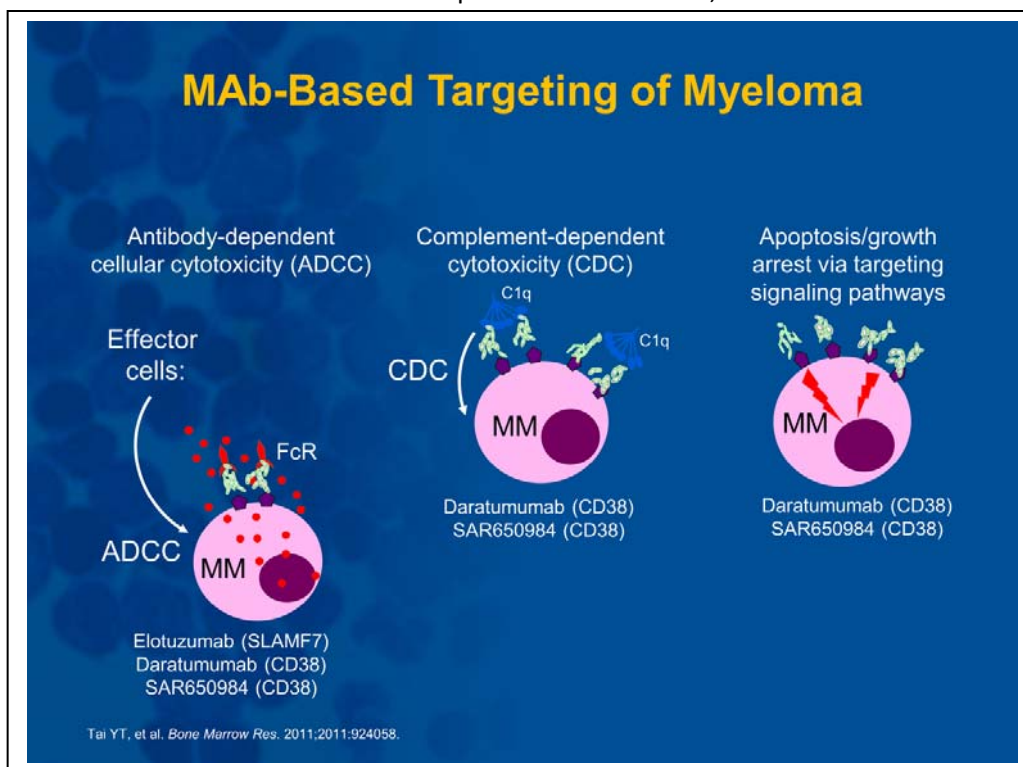 MAb-Based Targeting of Myeloma
Antibody-dependent
cellular cytotoxicity (ADCC)
Effector
cells:
FcR
ADCC
MM
Elotuzumab (SLAMF7)
Daratumumab (CD38)
SAR650984 (CD38)
Complement-dependent
cytotoxicity (CDC)
C1q
C1q
CDC
MM
Daratumumab (CD38)
SAR650984 (CD38)
Apoptosis/growth
arrest via targeting
signaling pathways
MM
Daratumumab (CD38)
SAR650984 (CD38)
Tai YT, et al. Bone Marrow Res. 2011;2011:924058.